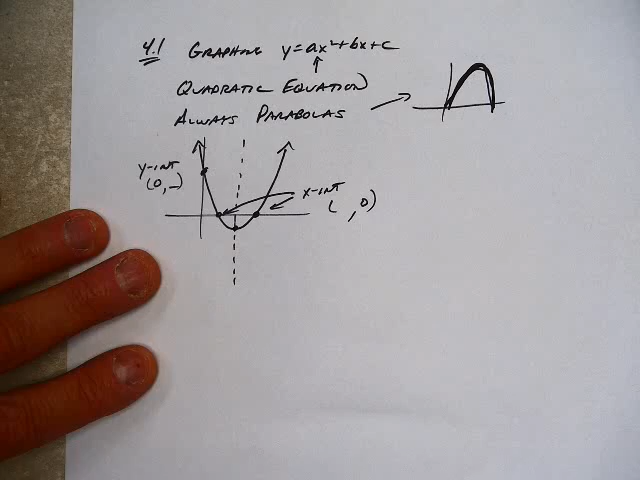 4.1 GRAPHING y=ax²+bx+c
QUADRATIC EQUATION
ALWAYS PARABOLAS
y-INT
(0,_)
x-INT
( ,0)